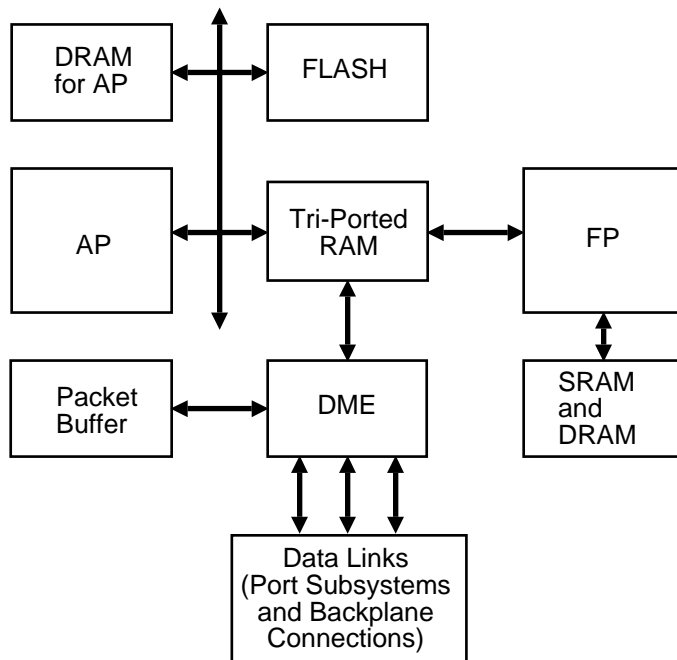 DRAM
for AP
FLASH
AP
Tri-Ported
RAM
FP
Packet
Buffer
DME
SRAM
and
DRAM
Data Links
(Port Subsystems
and Backplane
Connections)